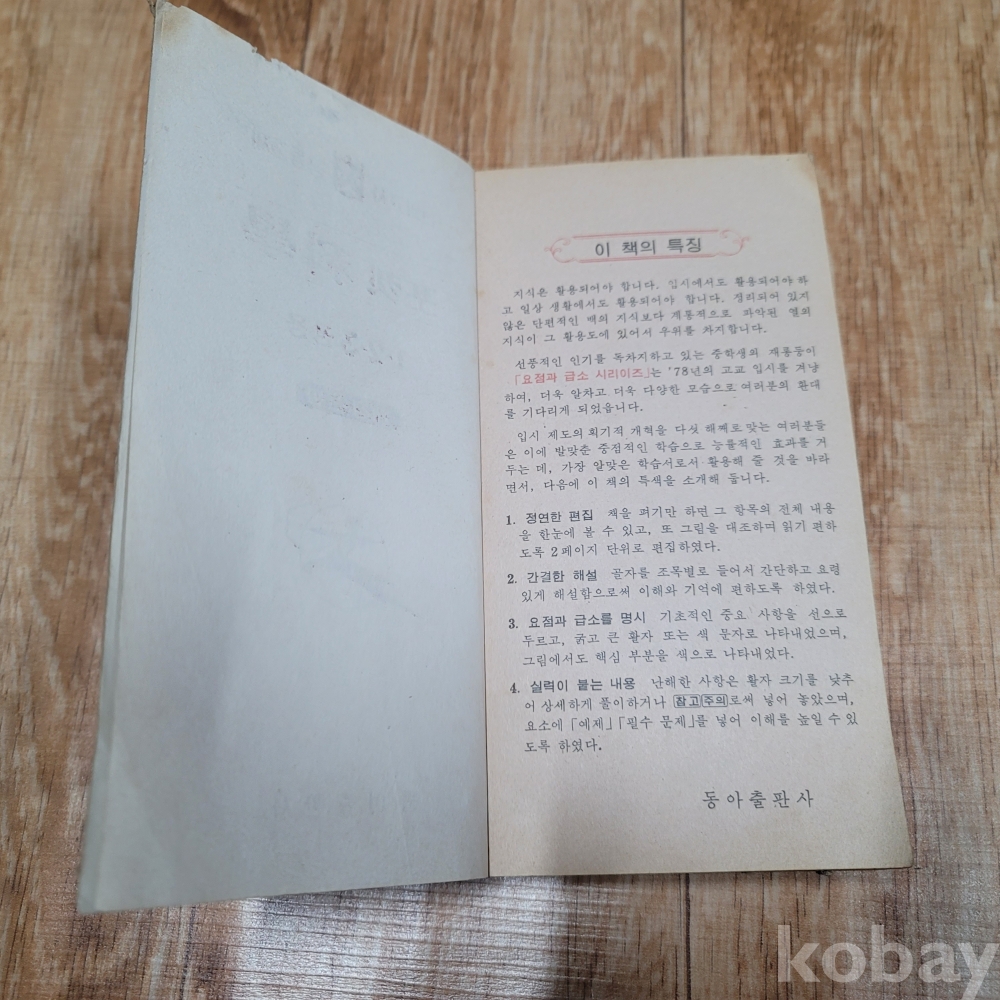 이 책의 특징
지식은 활용되어야 합니다. 입시에서도 활용되어야 하
고 일상 생활에서도 활용되어야 합니다. 정리되어 있지
않은 단편적인 백의 지식보다 계통적으로 파악된 열의
지식이 그 활용도에 있어서 우위를 차지합니다.
선풍적인 인기를 독차지하고 있는 중학생의 재롱둥이
「요점과 급소 시리이즈」는 '78년의 고교 입시를 겨냥
하여, 더욱 알차고 더욱 다양한 모습으로 여러분의 환대
를 기다리게 되었읍니다.
입시 제도의 획기적 개혁을 다섯 해째로 맞는 여러분들
은 이에 발맞춘 중점적인 학습으로 능률적인 효과를 거
두는 데, 가장 알맞은 학습서로서 활용해 줄 것을 바라
면서, 다음에 이 책의 특색을 소개해 둡니다.
1. 정연한 편집 책을 펴기만 하면 그 항목의 전체 내용
을 한눈에 볼 수 있고, 또 그림을 대조하며 읽기 편하
도록 2페이지 단위로 편집하였다.
2. 간결한 해설 골자를 조목별로 들어서 간단하고 요령
있게 해설함으로써 이해와 기억에 편하도록 하였다.
3. 요점과 급소를 명시 기초적인 중요 사항을 선으로
두르고, 굵고 큰 활자 또는 색 문자로 나타내었으며,
그림에서도 핵심 부분을 색으로 나타내었다.
4. 실력이 붙는 내용 난해한 사항은 활자 크기를 낮추
어 상세하게 풀이하거나 참고 주의로써 넣어 놓았으며,
요소에 「예제」「필수 문제」를 넣어 이해를 높일 수 있
도록 하였다.
동아출판사
kobay